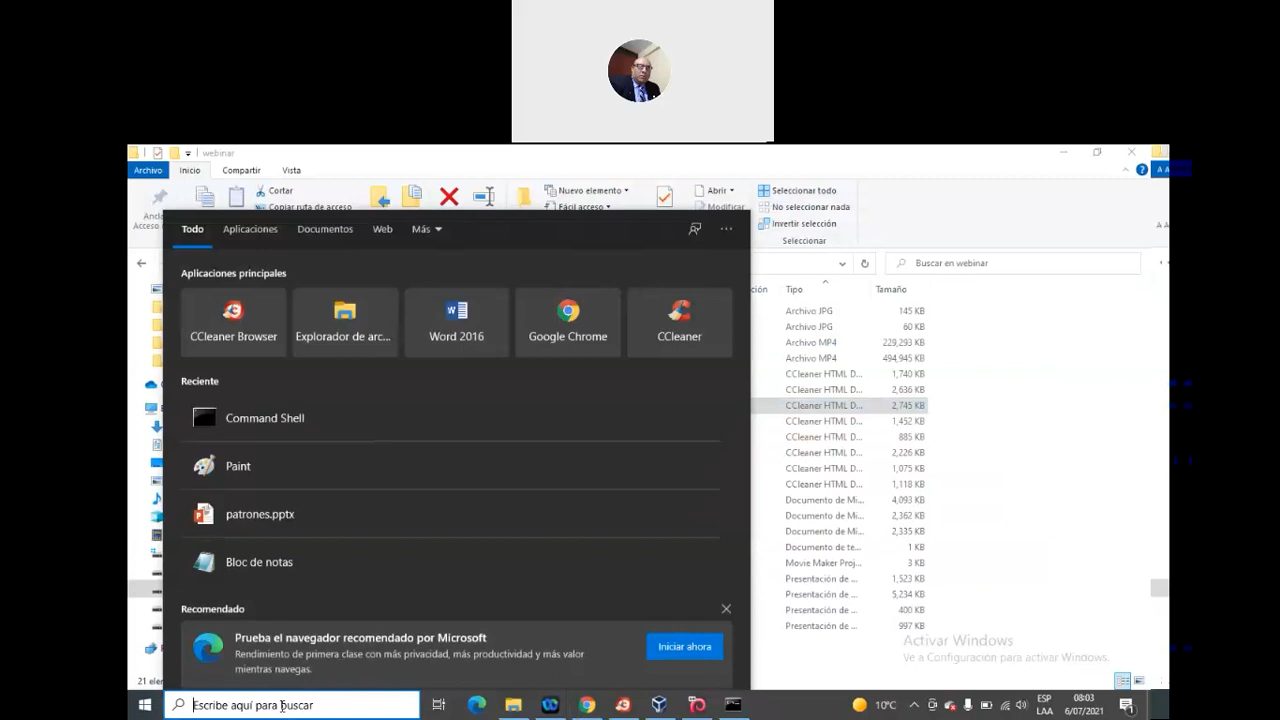 webinar
Archivo Inicio Compartir Vista
Cortar
Copiar ruta de acceso
Nuevo elemento
Fácil acceso
Abrir
Modificar
Seleccionar todo
No seleccionar nada
Invertir selección
Seleccionar
Todo Aplicaciones Documentos Web Más
Buscar en webinar
Aplicaciones principales
CCleaner Browser
Explorador de arc...
Word 2016
Google Chrome
CCleaner
Reciente
Command Shell
Paint
patrones.pptx
Bloc de notas
Recomendado
Prueba el navegador recomendado por Microsoft
Rendimiento de primera clase con más privacidad, más productividad y más valor
mientras navegas.
Iniciar ahora
ción Tipo Tamaño
Archivo JPG 145 KB
Archivo JPG 60 KB
Archivo MP4 229,293 KB
Archivo MP4 494,945 KB
CCleaner HTML D... 1,740 KB
CCleaner HTML D... 2,636 KB
CCleaner HTML D... 2,745 KB
CCleaner HTML D... 1,452 KB
CCleaner HTML D... 885 KB
CCleaner HTML D... 2,226 KB
CCleaner HTML D... 1,075 KB
CCleaner HTML D... 1,118 KB
Documento de Mi... 4,093 KB
Documento de Mi... 2,362 KB
Documento de Mi... 2,335 KB
Documento de te... 1 KB
Movie Maker Proj... 3 KB
Presentación de ... 1,523 KB
Presentación de ... 5,234 KB
Presentación de ... 400 KB
Presentación de ... 997 KB
Activar Windows
Ve a Configuración para activar Windows.
21 elem
Escribe aquí para buscar
10°C
ESP
LAA
08:03
6/07/2021